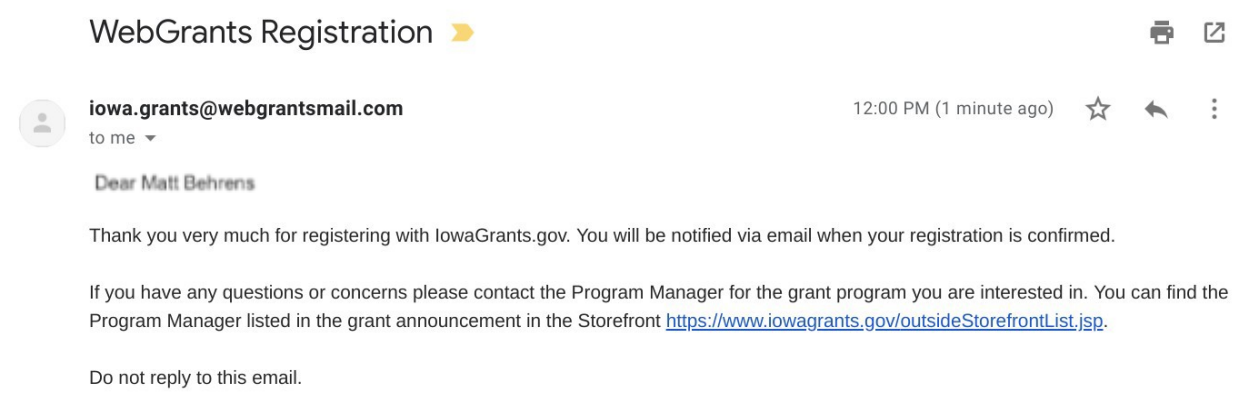 WebGrants Registration
iowa.grants@webgrantsmail.com
12:00 PM (1 minute ago)
to me
Dear Matt Behrens
Thank you very much for registering with IowaGrants.gov. You will be notified via email when your registration is confirmed.
If you have any questions or concerns please contact the Program Manager for the grant program you are interested in. You can find the
Program Manager listed in the grant announcement in the Storefront https://www.iowagrants.gov/outsideStorefrontList.jsp.
Do not reply to this email.